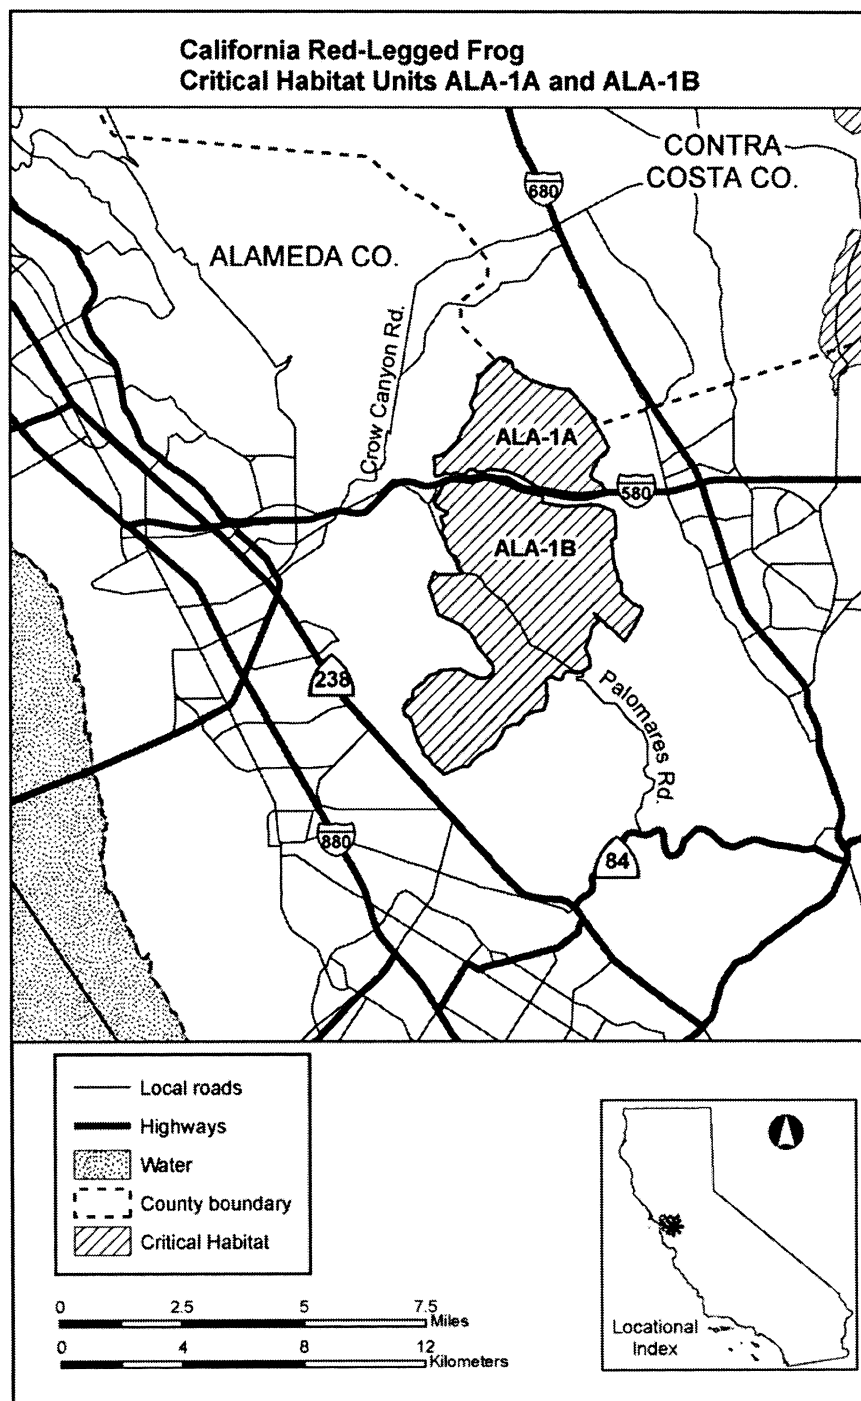 California Red-Legged Frog
Critical Habitat Units ALA-1A and ALA-1B
CONTRA
COSTA CO.
680
ALAMEDA CO.
Crow Canyon Rd.
ALA-1A
580
ALA-1B
238
Palomares Rd.
880
84
Local roads
Highways
Water
County boundary
Critical Habitat
0 2.5 5 7.5
Miles
0 4 8 12
Kilometers
Locational
Index